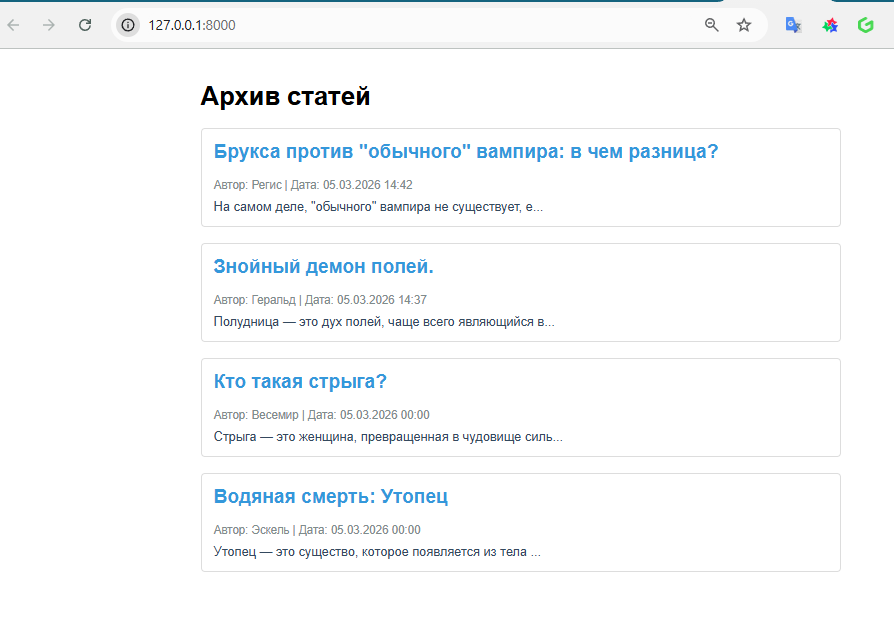 127.0.0.1:8000
Архив статей
Брукса против "обычного" вампира: в чем разница?
Автор: Регис | Дата: 05.03.2026 14:42
На самом деле, "обычного" вампира не существует, е...
Знойный демон полей.
Автор: Геральд | Дата: 05.03.2026 14:37
Полудница — это дух полей, чаще всего являющийся в...
Кто такая стрыга?
Автор: Весемир | Дата: 05.03.2026 00:00
Стрыга — это женщина, превращенная в чудовище силь...
Водяная смерть: Утопец
Автор: Эскель | Дата: 05.03.2026 00:00
Утопец — это существо, которое появляется из тела ...